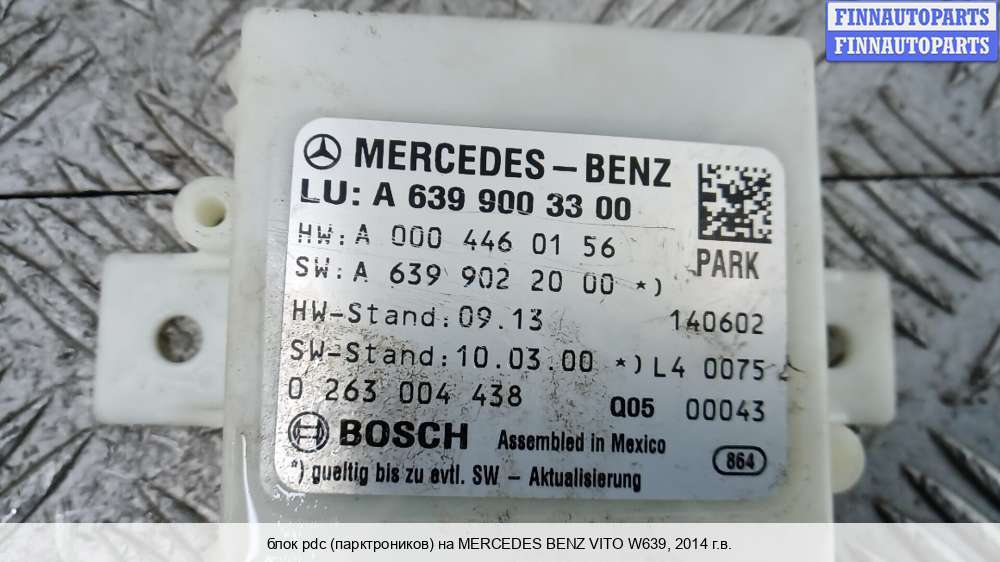 FINNAUTOPARTS
FINNAUTOPARTS
MERCEDES-BENZ
LU: A 639 900 33 00
HW: A 000 446 01 56
PARK
SW: A 639 902 20 00 *)
HW-Stand: 09.13 140602
SW-Stand: 10.03.00 *) L4 0075
0 263 004 438 Q05 00043
BOSCH Assembled in Mexico 864
*) gueltig bis zu evtl. SW - Aktualisierung
блок pdc (парктроников) на MERCEDES BENZ VITO W639, 2014 г.в.